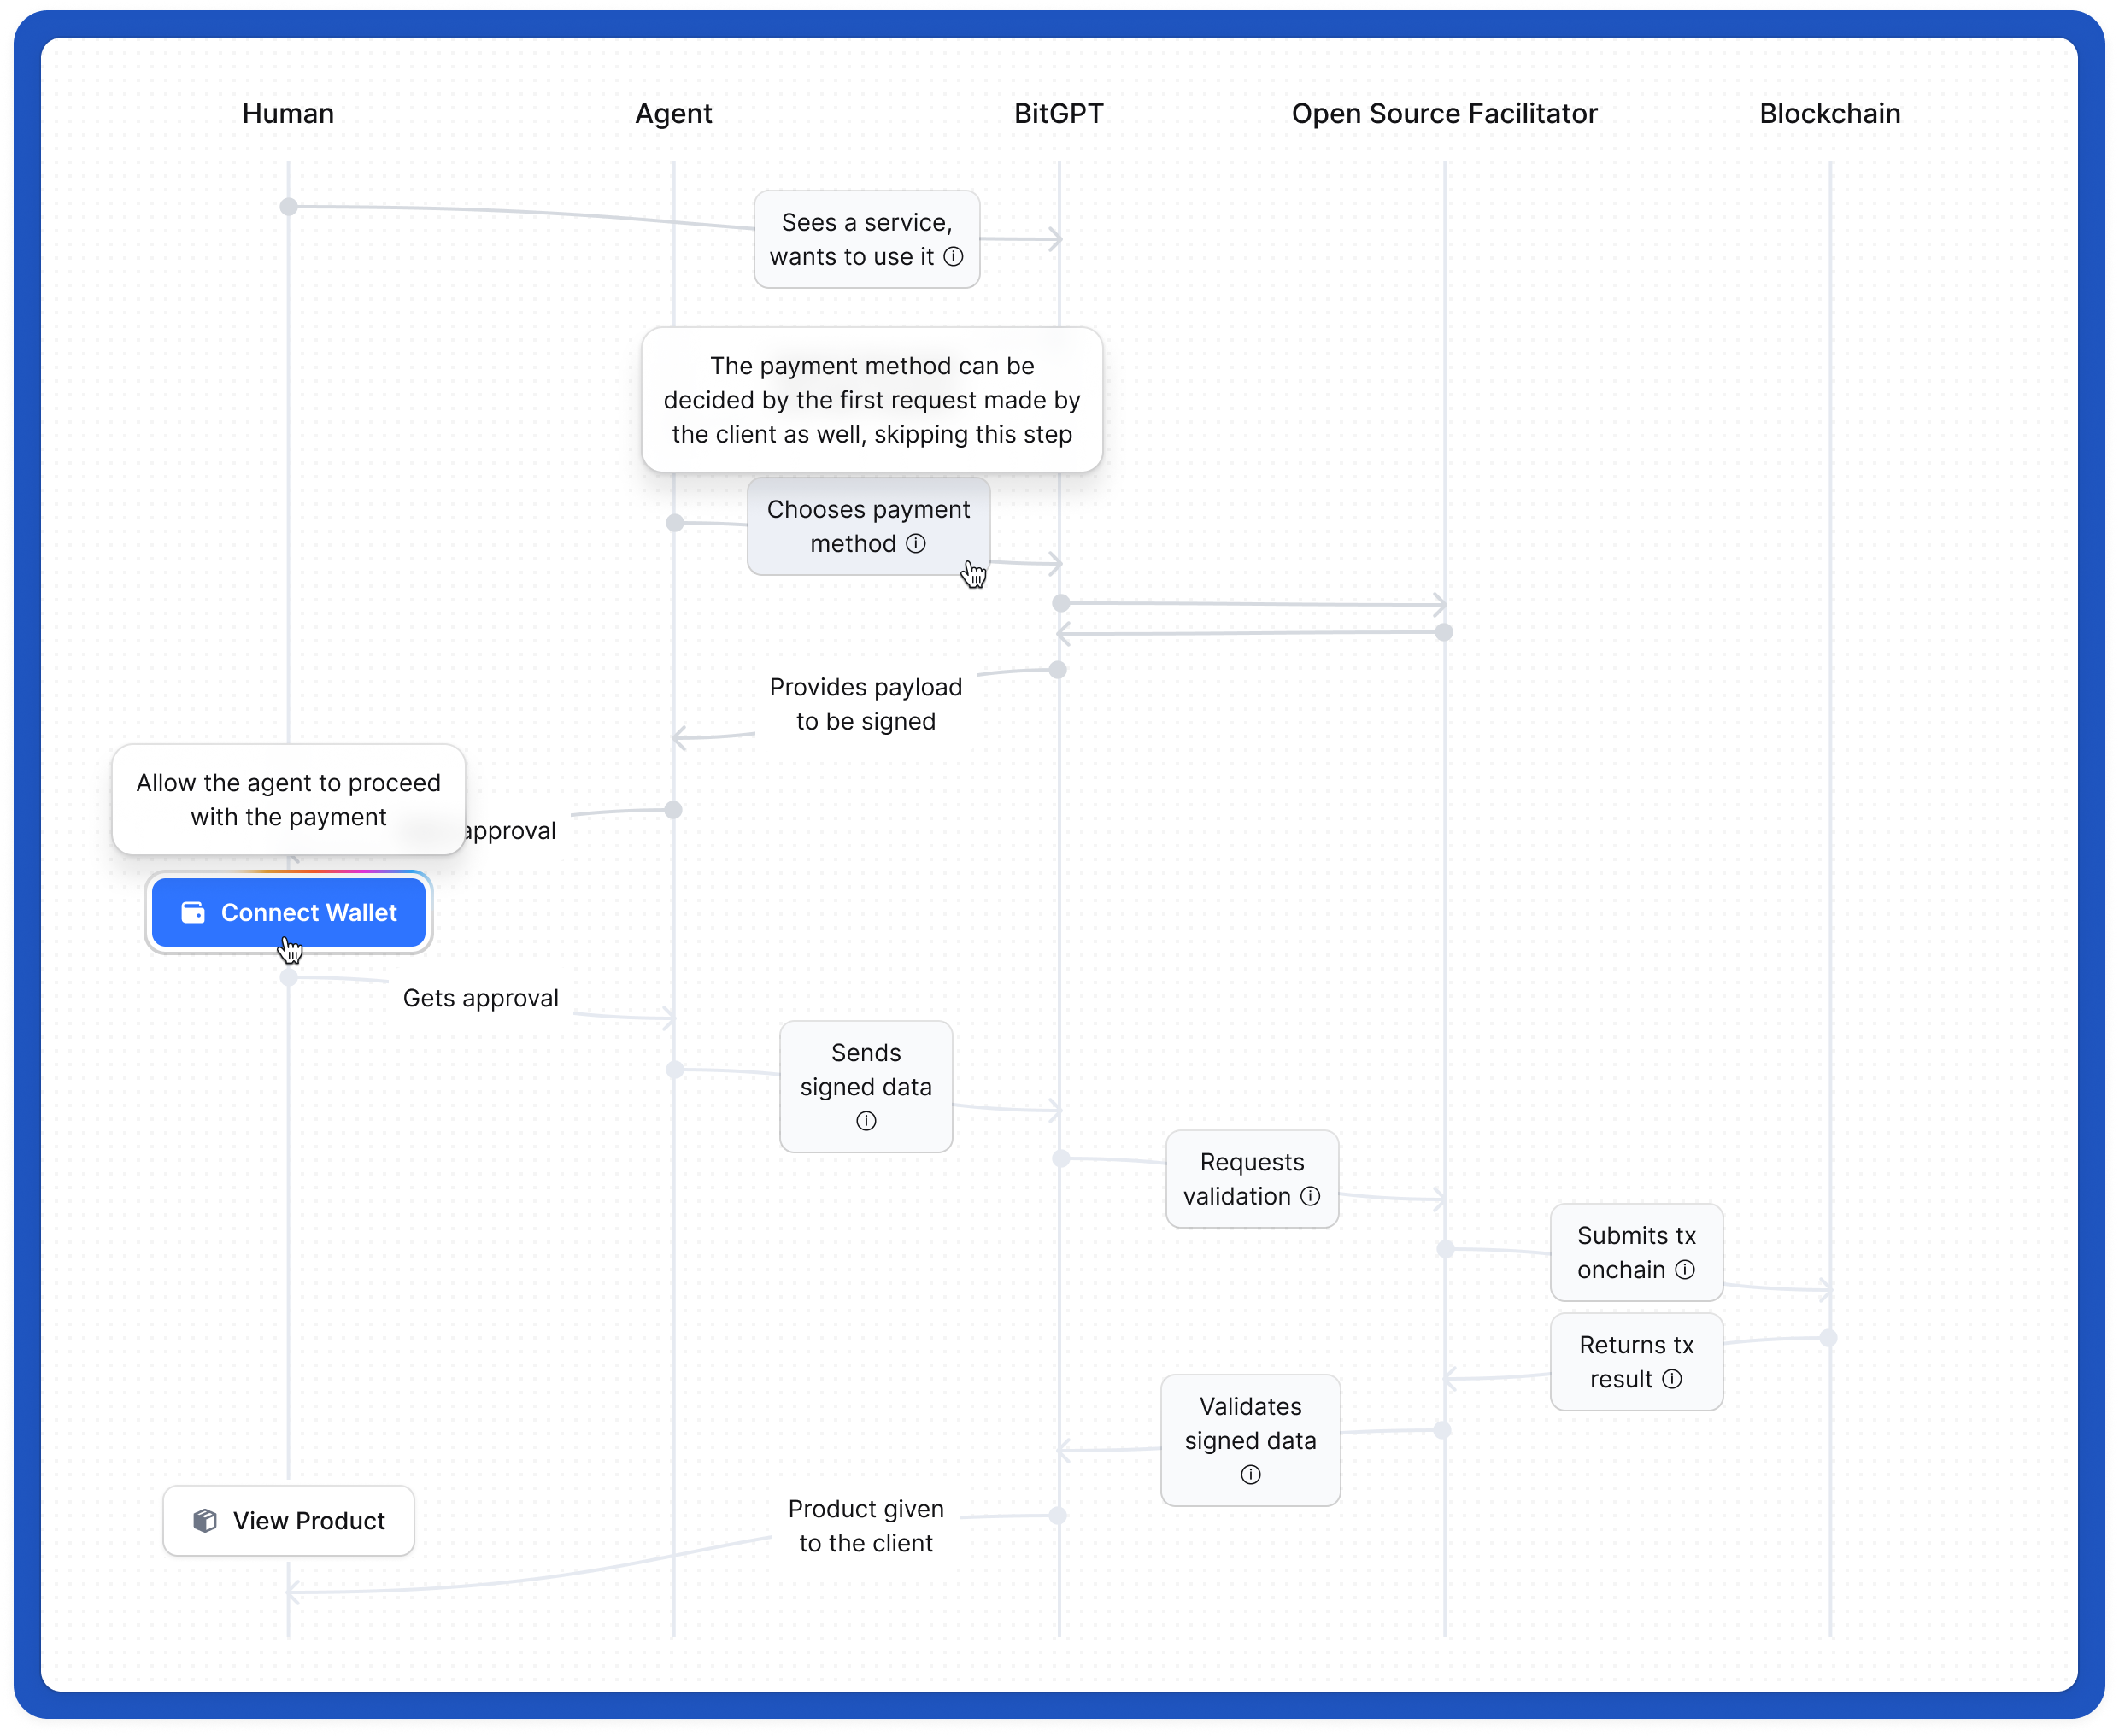 Human
Agent
BitGPT
Open Source Facilitator
Blockchain
Sees a service,
wants to use it
The payment method can be
decided by the first request made by
the client as well, skipping this step
Chooses payment
method
Provides payload
to be signed
Allow the agent to proceed
with the payment
approval
Connect Wallet
Gets approval
Sends
signed data
Requests
validation
Submits tx
onchain
Returns tx
result
Validates
signed data
Product given
to the client
View Product